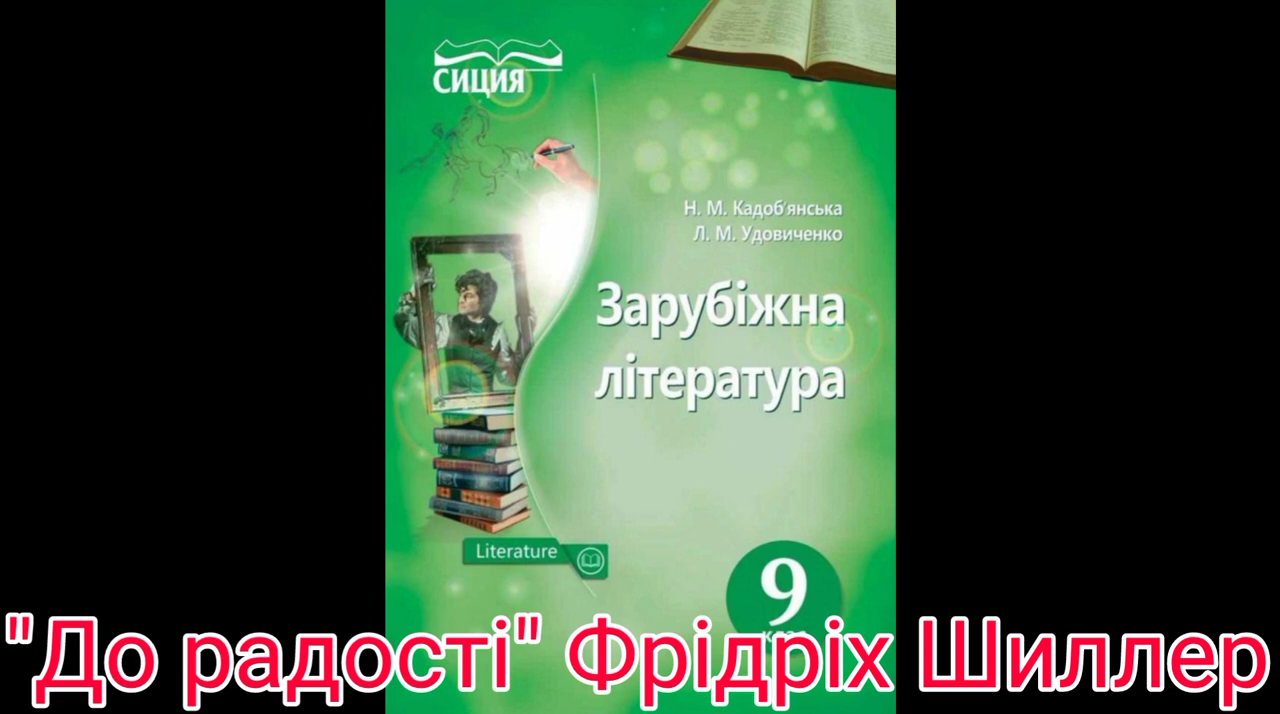 СИЦИЯ
Н. М. Кадоб'янська
Л. М. Удовиченко
Зарубіжна
література
Literature
9
"До радості" Фрідріх Шиллер